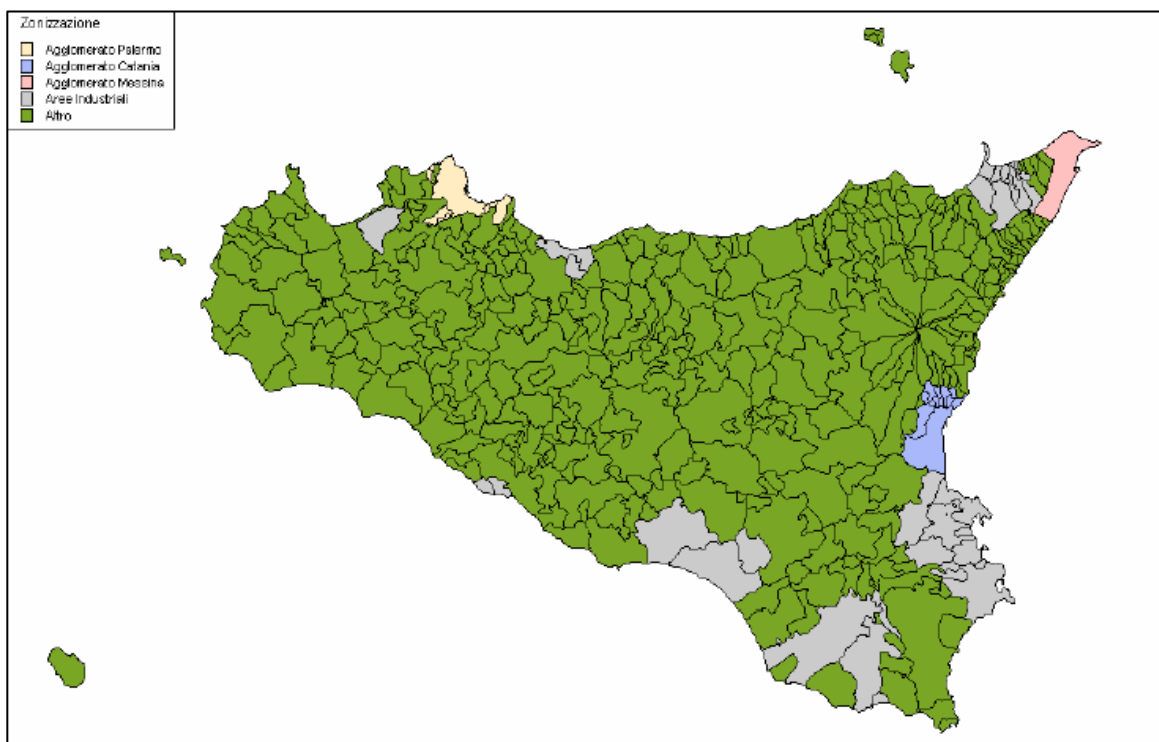 Zonizzazione
Agglomerato Palermo
Agglomerato Catania
Agglomerato Messina
Aree Industriali
Altro